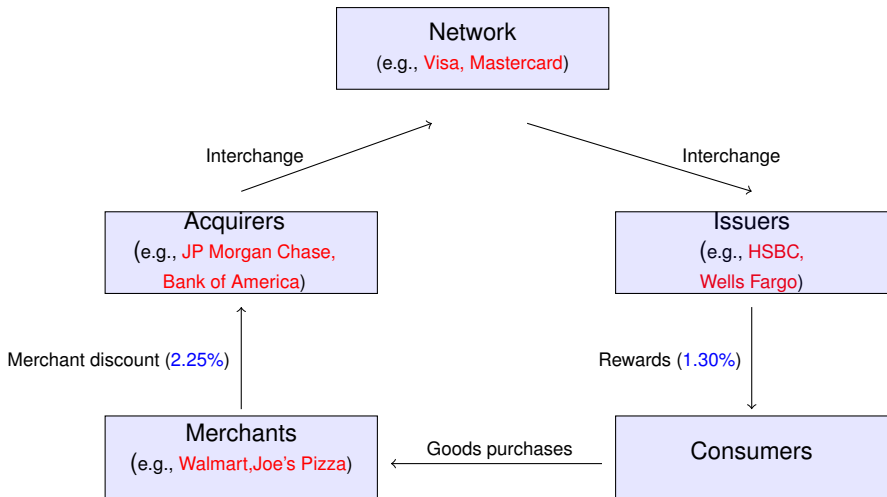 Network
(e.g., Visa, Mastercard)
Interchange
Interchange
Acquirers
(e.g., JP Morgan Chase,
Bank of America)
Issuers
(e.g., HSBC,
Wells Fargo)
Merchant discount (2.25%)
Rewards (1.30%)
Merchants
(e.g., Walmart,Joe's Pizza)
Goods purchases
Consumers